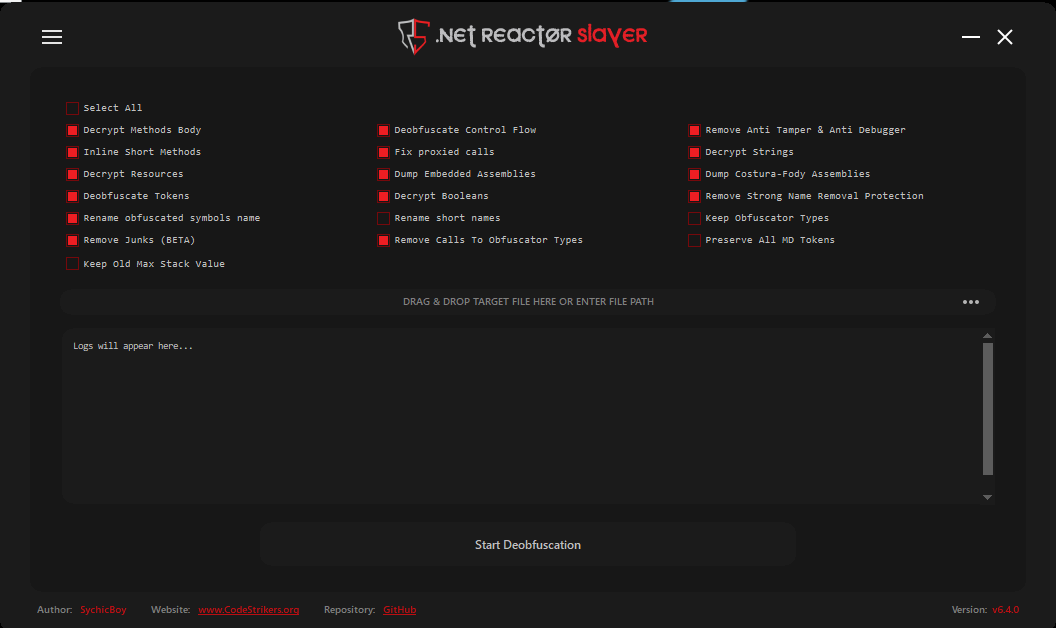 .NET REACTØR SLAYER
Select All
Decrypt Methods Body
Deobfuscate Control Flow
Remove Anti Tamper & Anti Debugger
Inline Short Methods
Fix proxied calls
Decrypt Strings
Decrypt Resources
Dump Embedded Assemblies
Dump Costura-Fody Assemblies
Deobfuscate Tokens
Decrypt Booleans
Remove Strong Name Removal Protection
Rename obfuscated symbols name
Rename short names
Keep Obfuscator Types
Remove Junks (BETA)
Remove Calls To Obfuscator Types
Preserve All MD Tokens
Keep Old Max Stack Value
DRAG & DROP TARGET FILE HERE OR ENTER FILE PATH
Logs will appear here...
Start Deobfuscation
Author: SychicBoy Website: www.CodeStrikers.org Repository: GitHub Version: v6.4.0